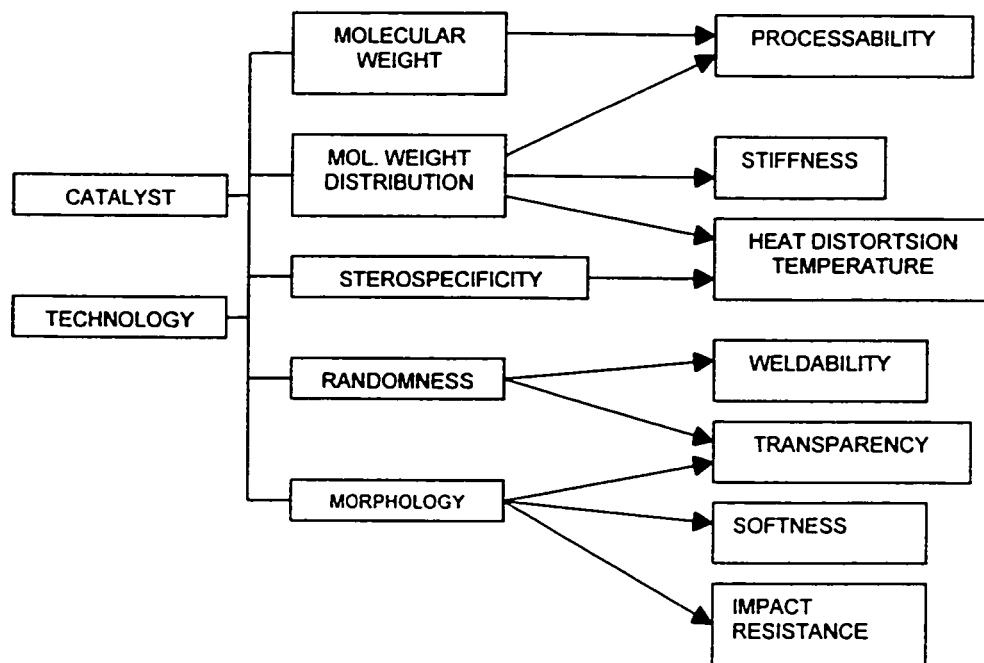 CATALYST
TECHNOLOGY
MOLECULAR
WEIGHT
MOL. WEIGHT
DISTRIBUTION
STEROSPECIFICITY
RANDOMNESS
MORPHOLOGY
PROCESSABILITY
STIFFNESS
HEAT DISTORTSION
TEMPERATURE
WELDABILITY
TRANSPARENCY
SOFTNESS
IMPACT
RESISTANCE